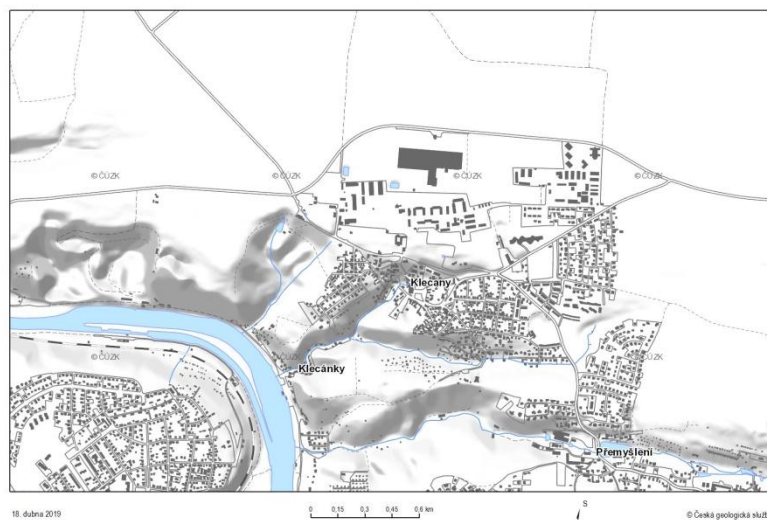 © ČÚZK © ČÚZK © ČÚZK © ČÚZK
Klecany
© ČÚZK © ČÚZK © ČÚZK
Klecánky
Přemyšlení
18. dubna 2019
0 0,15 0,3 0,45 0,6 km
S
© Česká geologická služb